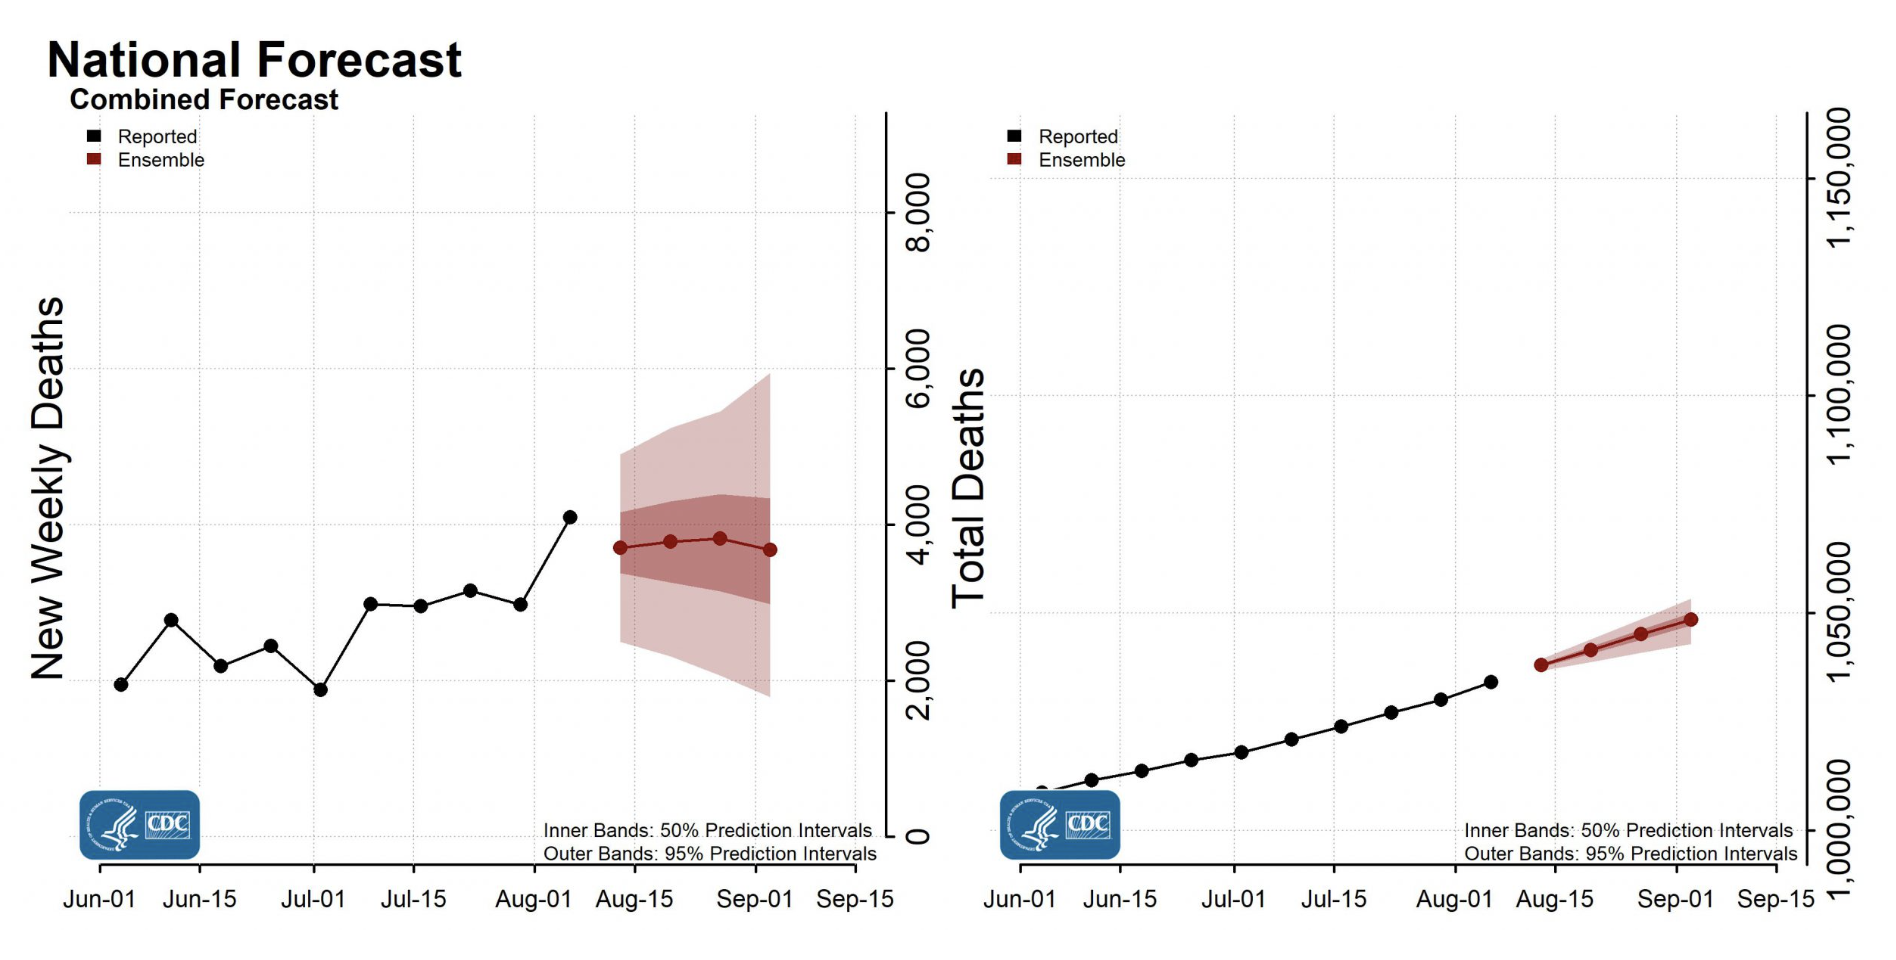 National Forecast
Combined Forecast
Reported
Ensemble
New Weekly Deaths
8,000
6,000
4,000
2,000
0
CDC
Inner Bands: 50% Prediction Intervals
Outer Bands: 95% Prediction Intervals
Jun-01 Jun-15 Jul-01 Jul-15 Aug-01 Aug-15 Sep-01 Sep-15
Reported
Ensemble
Total Deaths
1,150,000
1,100,000
1,050,000
1,000,000
CDC
Inner Bands: 50% Prediction Intervals
Outer Bands: 95% Prediction Intervals
Jun-01 Jun-15 Jul-01 Jul-15 Aug-01 Aug-15 Sep-01 Sep-15